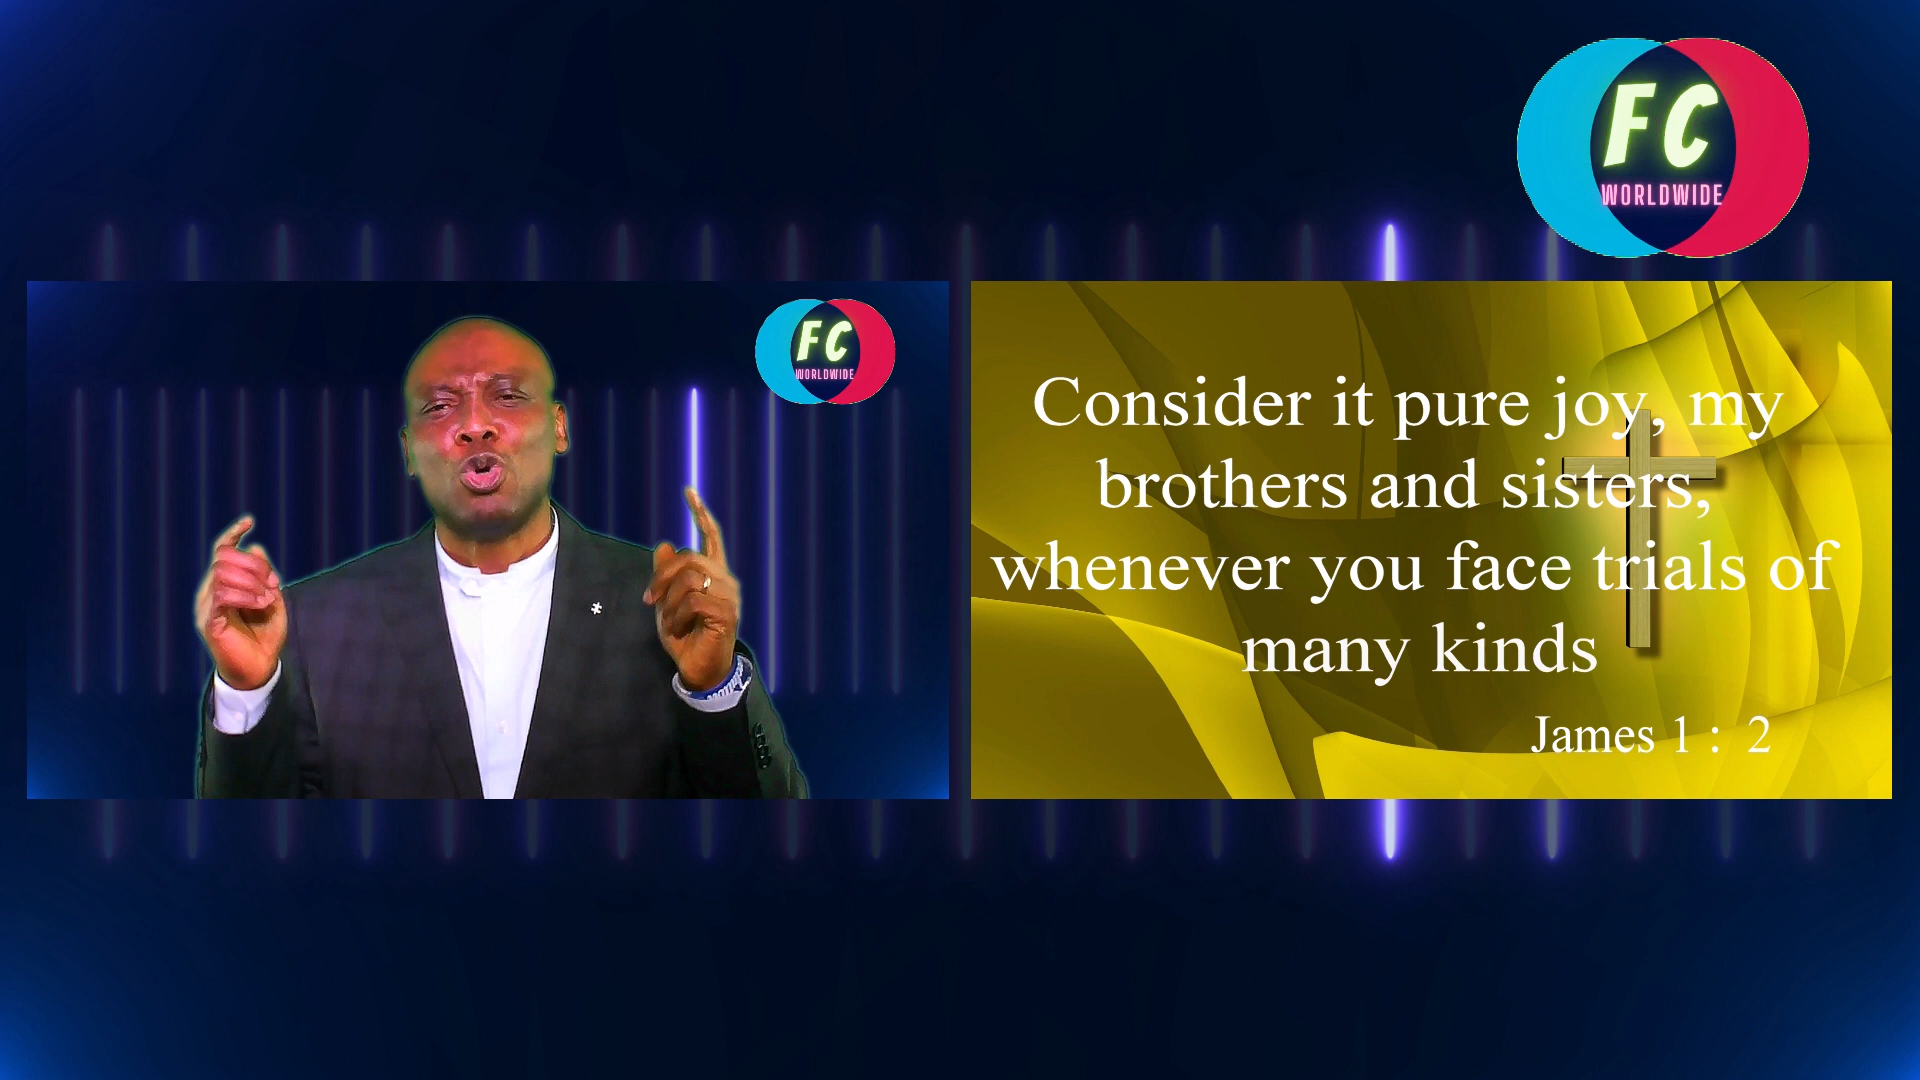 FC
WORLDWIDE
FC
WORLDWIDE
Consider it pure joy, my
brothers and sisters,
whenever you face trials of
many kinds
James 1 : 2